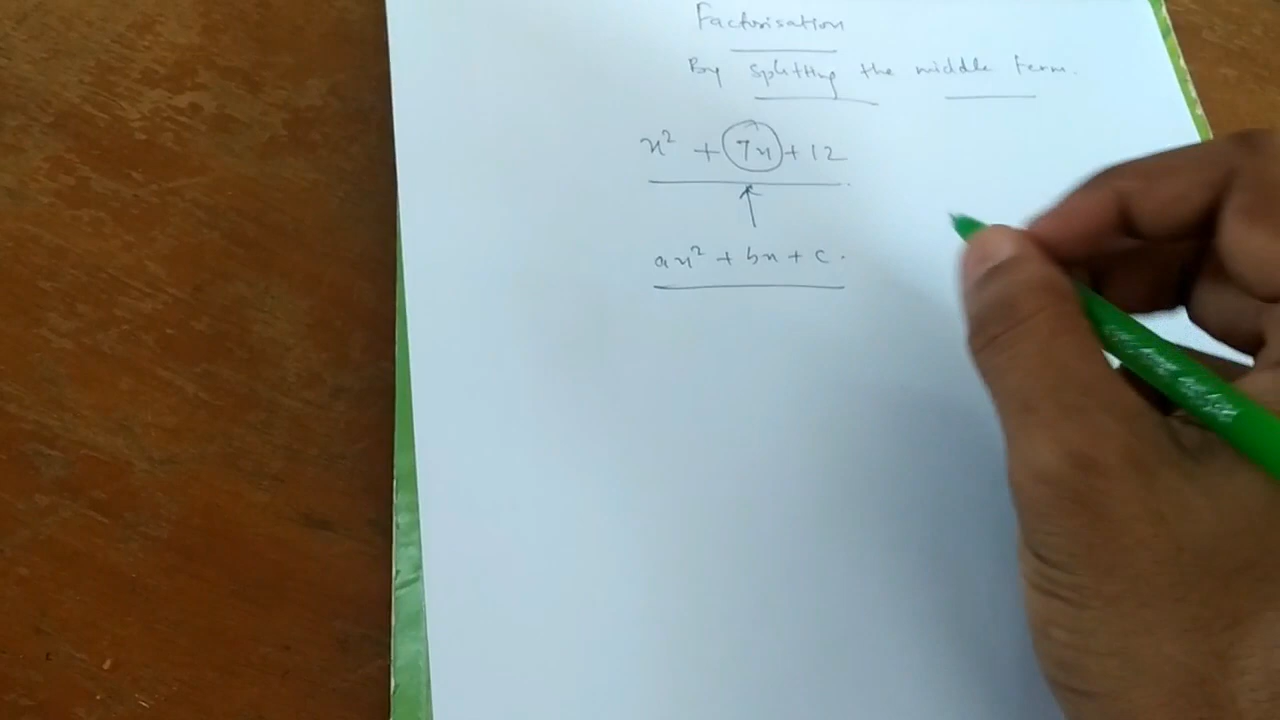 Factorisation
By splitting the middle term.
x² + 7x + 12
ax² + bx + c.